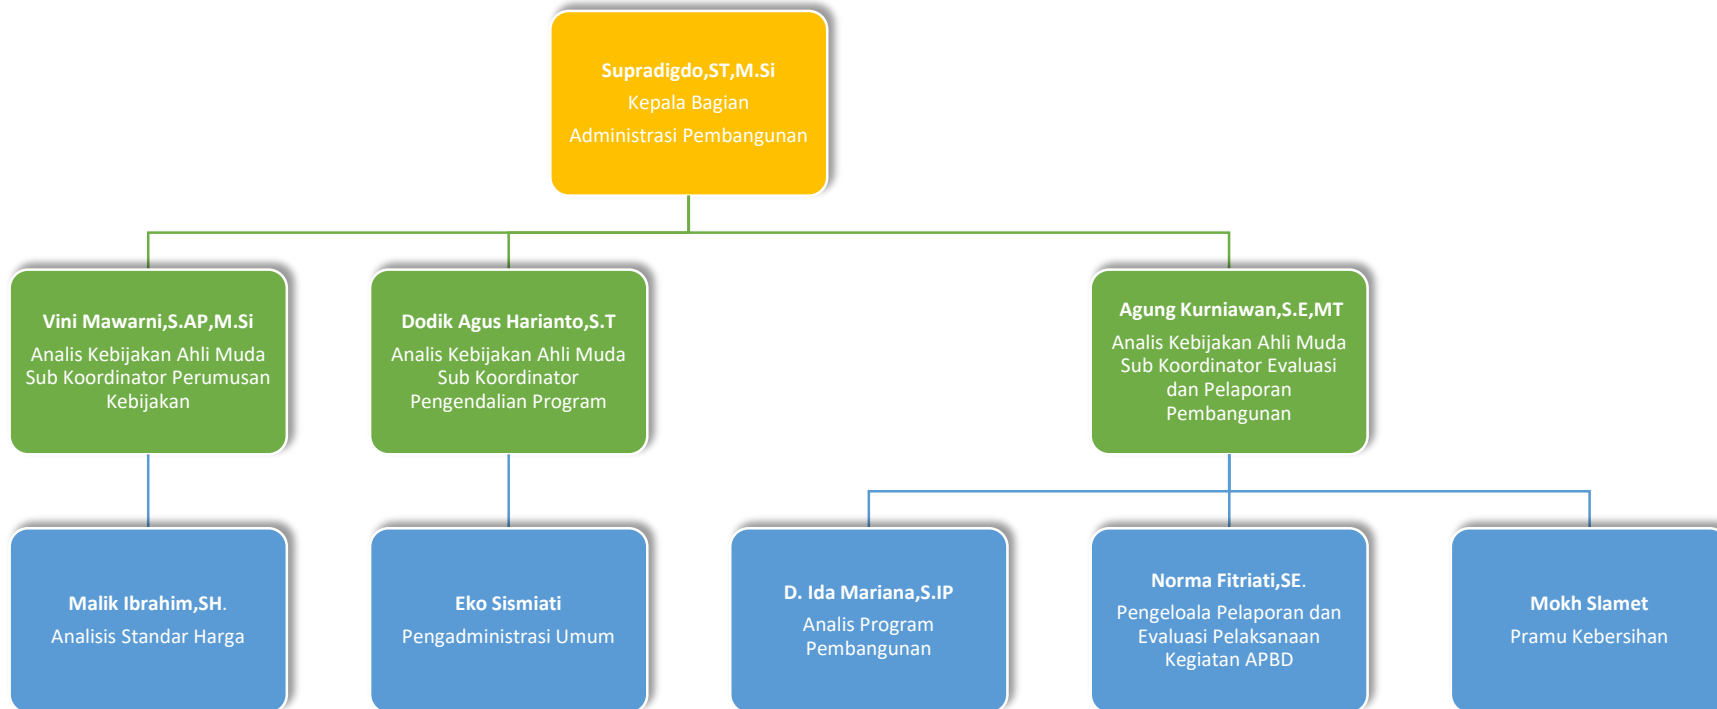 Supradigdo,ST,M.Si
Kepala Bagian
Administrasi Pembangunan
Vini Mawarni,S.AP,M.Si
Analis Kebijakan Ahli Muda
Sub Koordinator Perumusan
Kebijakan
Dodik Agus Harianto,S.T
Analis Kebijakan Ahli Muda
Sub Koordinator
Pengendalian Program
Agung Kurniawan,S.E,MT
Analis Kebijakan Ahli Muda
Sub Koordinator Evaluasi
dan Pelaporan
Pembangunan
Malik Ibrahim,SH.
Analisis Standar Harga
Eko Sismiati
Pengadministrasi Umum
D. Ida Mariana,S.IP
Analis Program
Pembangunan
Norma Fitriati,SE.
Pengeloala Pelaporan dan
Evaluasi Pelaksanaan
Kegiatan APBD
Mokh Slamet
Pramu Kebersihan